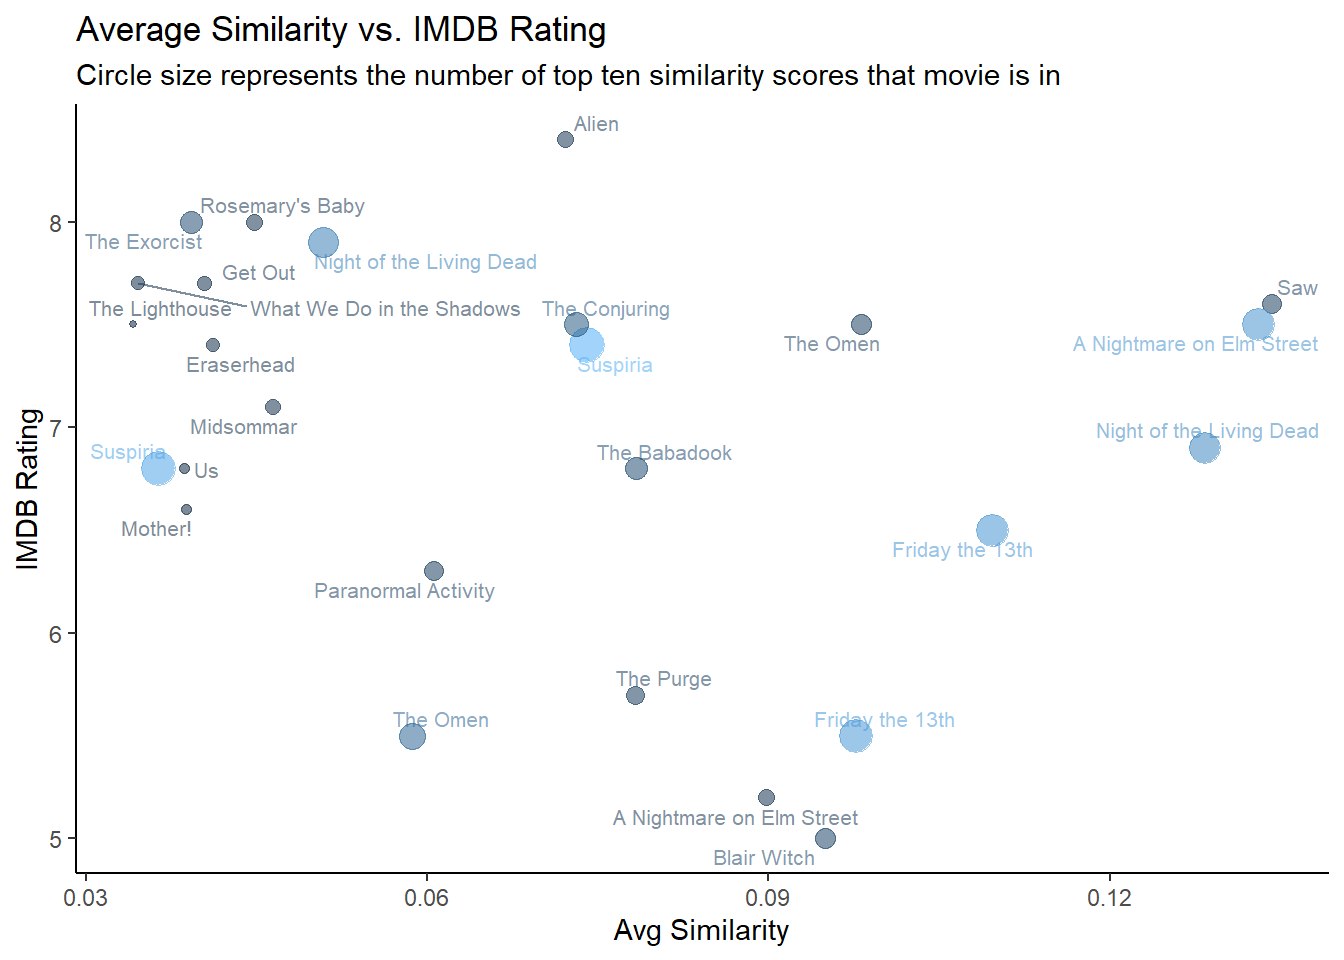 Average Similarity vs. IMDB Rating
Circle size represents the number of top ten similarity scores that movie is in
Alien
Rosemary's Baby
8
The Exorcist
Night of the Living Dead
Get Out
Saw
The Lighthouse
What We Do in the Shadows
The Conjuring
The Omen
A Nightmare on Elm Street
Eraserhead
Suspiria
Midsommar
7
Night of the Living Dead
Suspiria
The Babadook
Us
Mother!
Friday the 13th
IMDB Rating
Paranormal Activity
6
The Purge
The Omen
Friday the 13th
A Nightmare on Elm Street
5
Blair Witch
0.03
0.06
0.09
0.12
Avg Similarity